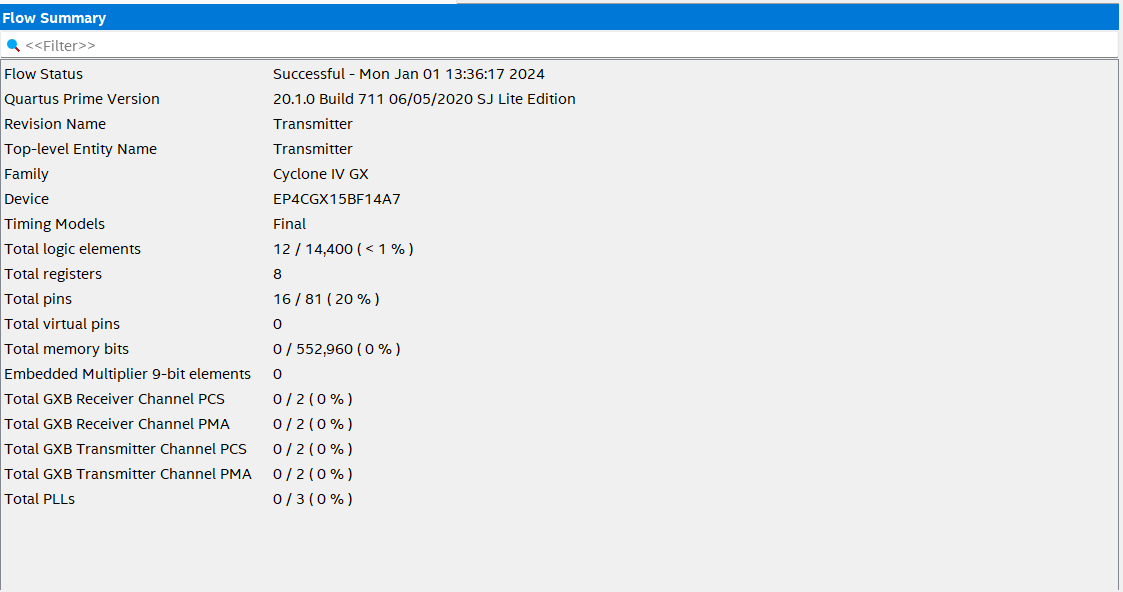 Flow Summary
<<Filter>>
Flow Status Successful - Mon Jan 01 13:36:17 2024
Quartus Prime Version 20.1.0 Build 711 06/05/2020 SJ Lite Edition
Revision Name Transmitter
Top-level Entity Name Transmitter
Family Cyclone IV GX
Device EP4CGX15BF14A7
Timing Models Final
Total logic elements 12 / 14,400 ( < 1 % )
Total registers 8
Total pins 16 / 81 ( 20 % )
Total virtual pins 0
Total memory bits 0 / 552,960 ( 0 % )
Embedded Multiplier 9-bit elements 0
Total GXB Receiver Channel PCS 0 / 2 ( 0 % )
Total GXB Receiver Channel PMA 0 / 2 ( 0 % )
Total GXB Transmitter Channel PCS 0 / 2 ( 0 % )
Total GXB Transmitter Channel PMA 0 / 2 ( 0 % )
Total PLLs 0 / 3 ( 0 % )